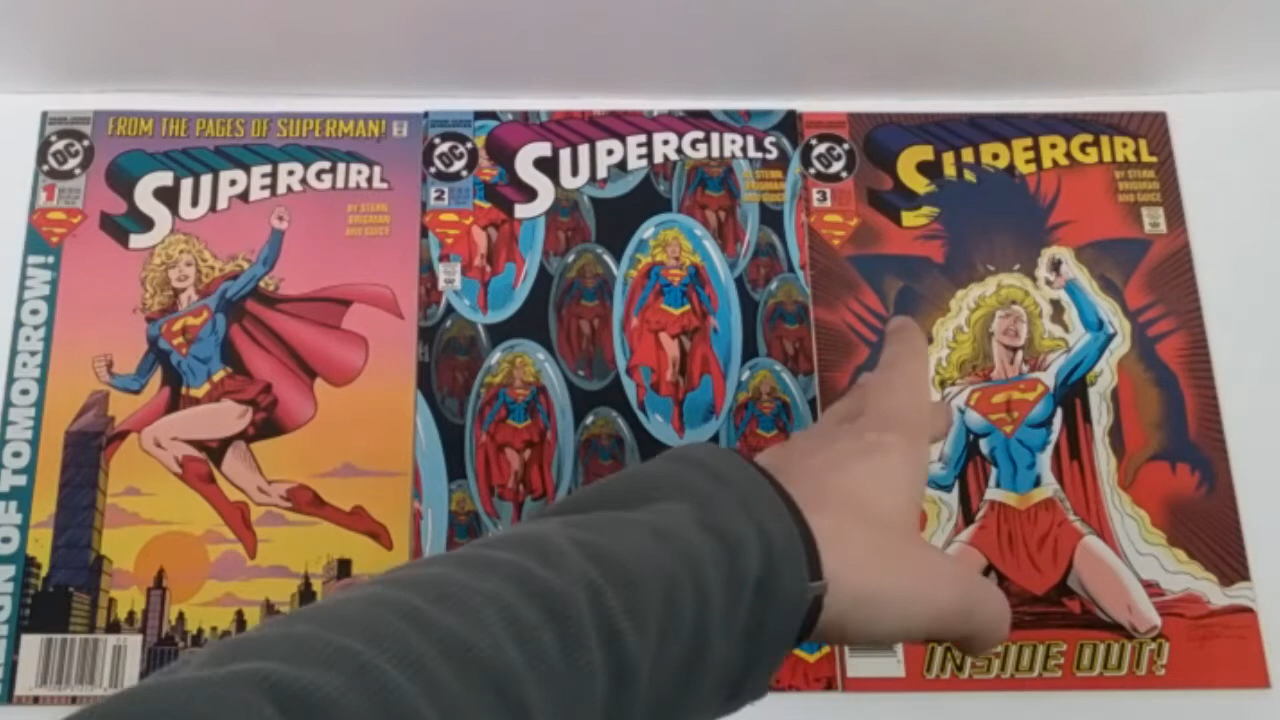 FROM THE PAGES OF SUPERMAN!
DC
1
SUPERGIRL
BY STERN,
BRIGMAN
AND GUICE
REIGN OF TOMORROW!
DC
2
SUPERGIRLS
BY STERN,
BRIGMAN
AND GUICE
DC
3
SUPERGIRL
BY STERN,
BRIGMAN
AND GUICE
INSIDE OUT!